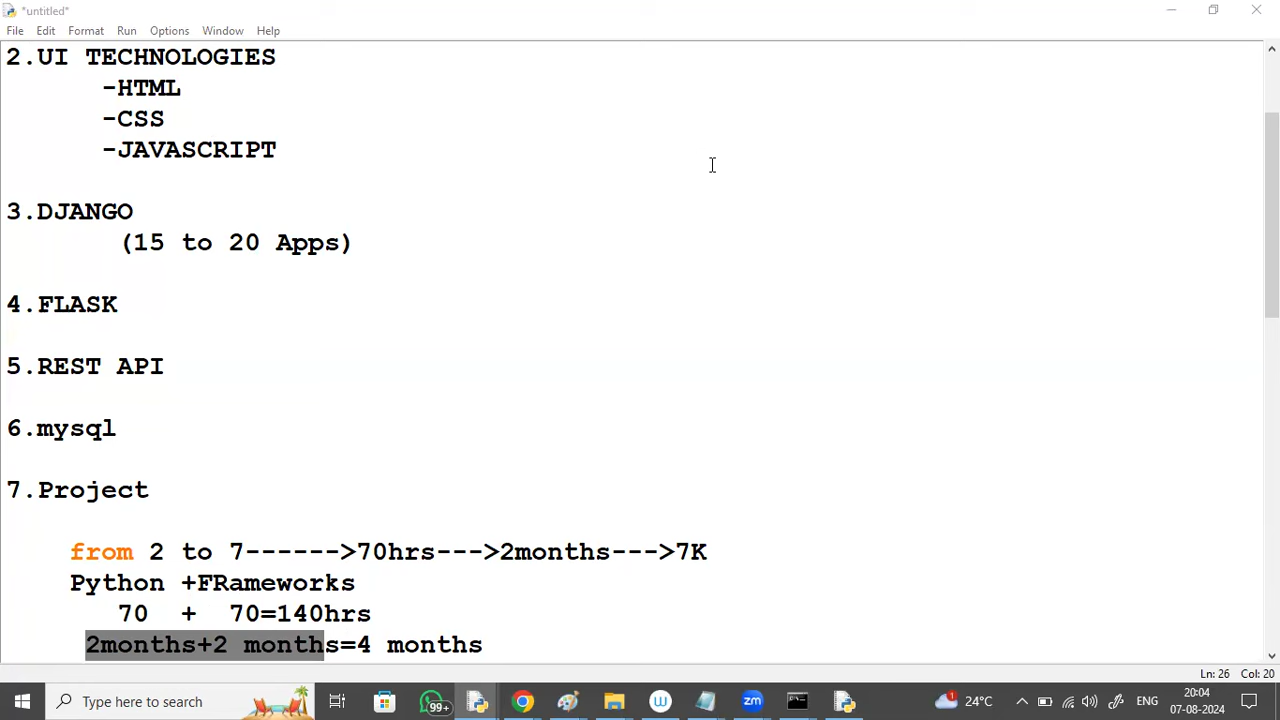 *untitled*
File Edit Format Run Options Window Help
2.UI TECHNOLOGIES
-HTML
-CSS
-JAVASCRIPT
3.DJANGO
(15 to 20 Apps)
4.FLASK
5.REST API
6.mysql
7.Project
from 2 to 7------>70hrs--->2months--->7K
Python +FRameworks
70 + 70=140hrs
2months+2 months=4 months
Ln: 26 Col: 20
Type here to search
99+
W
zm
1
24°C
ENG
20:04
07-08-2024